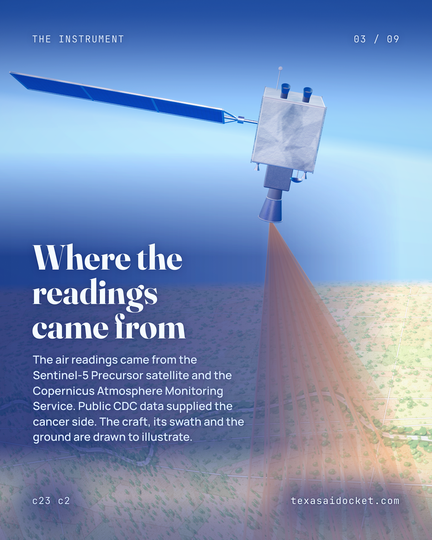 THE INSTRUMENT
03 / 09
Where the
readings
came from
The air readings came from the
Sentinel-5 Precursor satellite and the
Copernicus Atmosphere Monitoring
Service. Public CDC data supplied the
cancer side. The craft, its swath and the
ground are drawn to illustrate.
c23 c2
texasaidocket.com